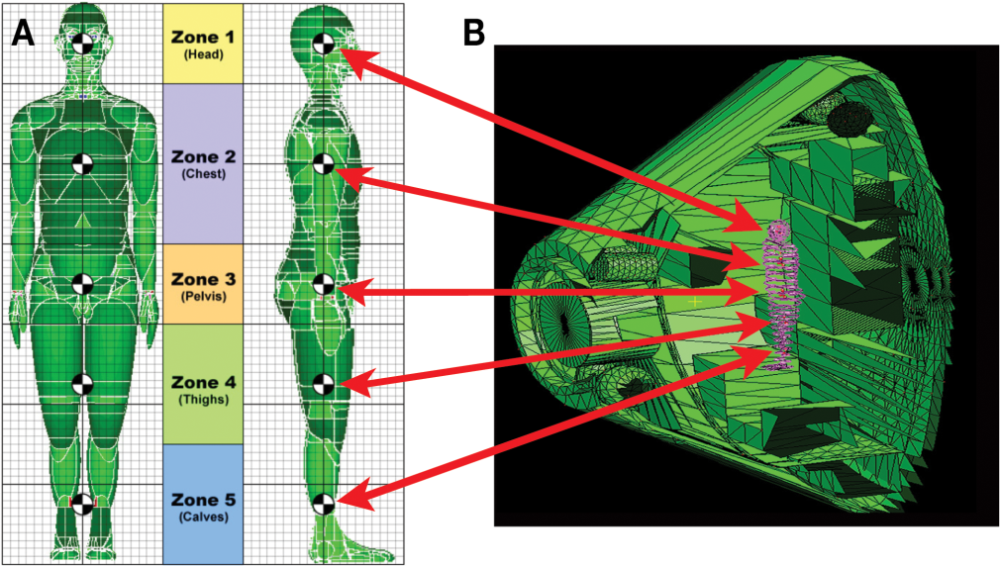 A
B
Zone 1
(Head)
Zone 2
(Chest)
Zone 3
(Pelvis)
Zone 4
(Thighs)
Zone 5
(Calves)